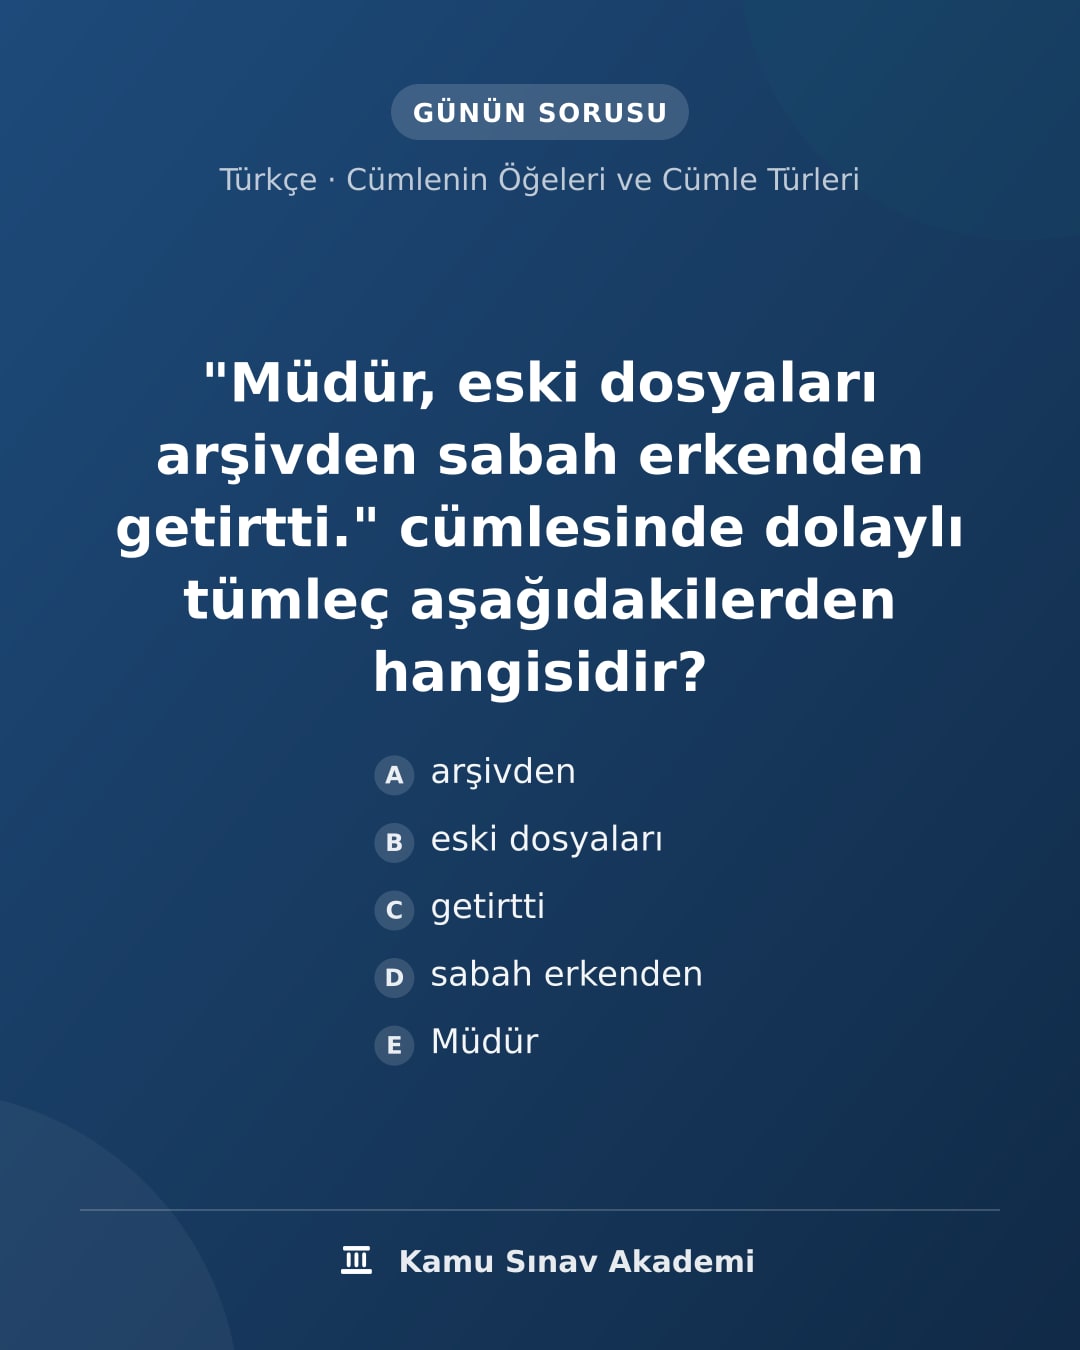 GÜNÜN SORUSU
Türkçe · Cümlenin Öğeleri ve Cümle Türleri
"Müdür, eski dosyaları
arşivden sabah erkenden
getirtti." cümlesinde dolaylı
tümleç aşağıdakilerden
hangisidir?
A arşivden
B eski dosyaları
C getirtti
D sabah erkenden
E Müdür
Kamu Sınav Akademi